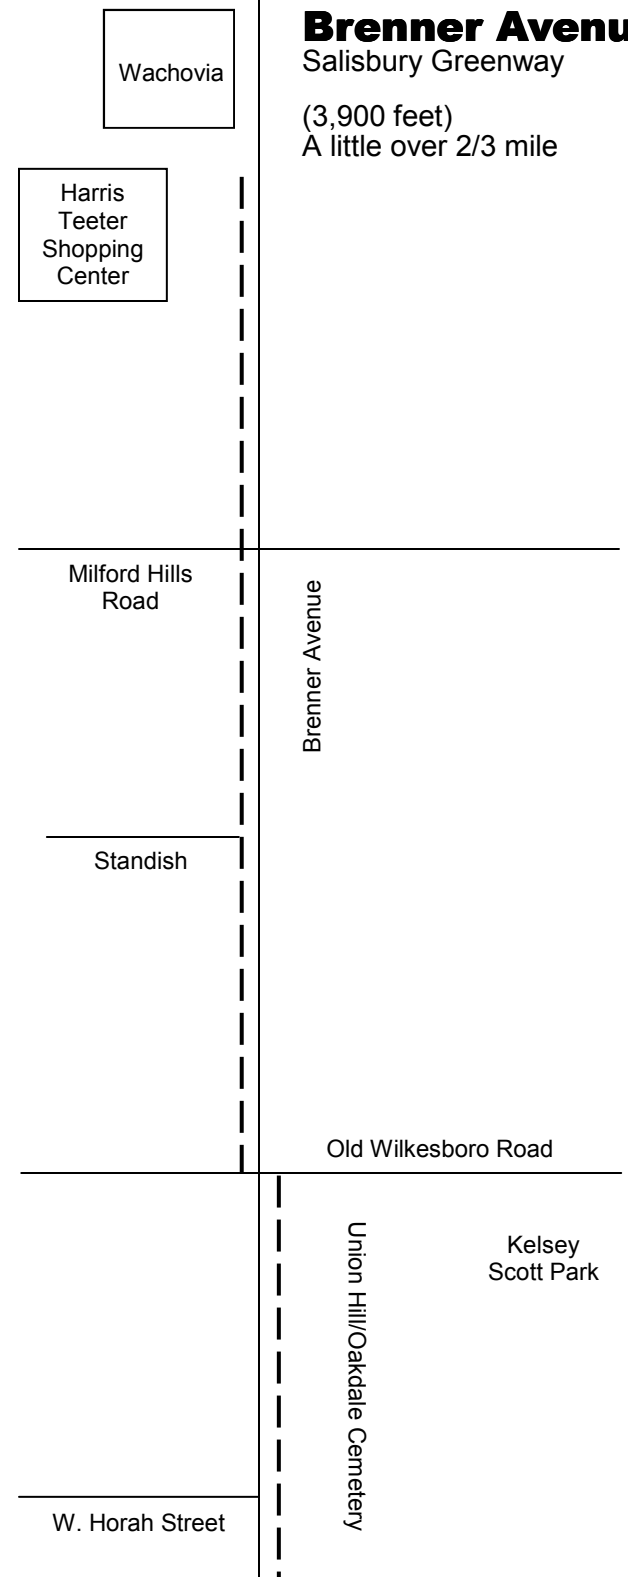 Brenner Avenu
Salisbury Greenway
(3,900 feet)
A little over 2/3 mile
Wachovia
Harris
Teeter
Shopping
Center
Milford Hills
Road
Brenner Avenue
Standish
Old Wilkesboro Road
Union Hill/Oakdale Cemetery
Kelsey
Scott Park
W. Horah Street